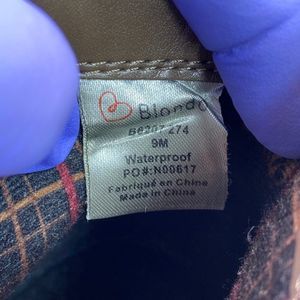 Blondo
B6207 274
9M
Waterproof
PO#:N00617
Fabriqué en Chine
Made in China